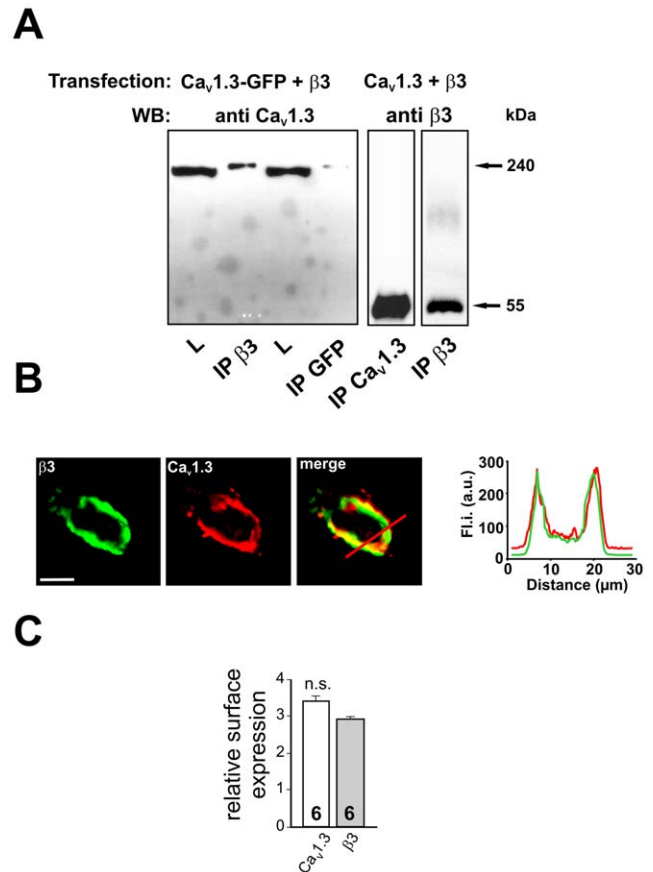 A
Transfection: Cav1.3-GFP + β3 Cav1.3 + β3
WB: anti Cav1.3 anti β3 kDa
240
55
L IP β3 L IP GFP IP Cav1.3 IP β3
B
β3 Cav1.3 merge
Fl.i. (a.u.)
300
200
100
0
0 10 20 30
Distance (µm)
C
relative surface
expression
n.s.
4
3
2
1
0
6 6
Cav1.3 β3